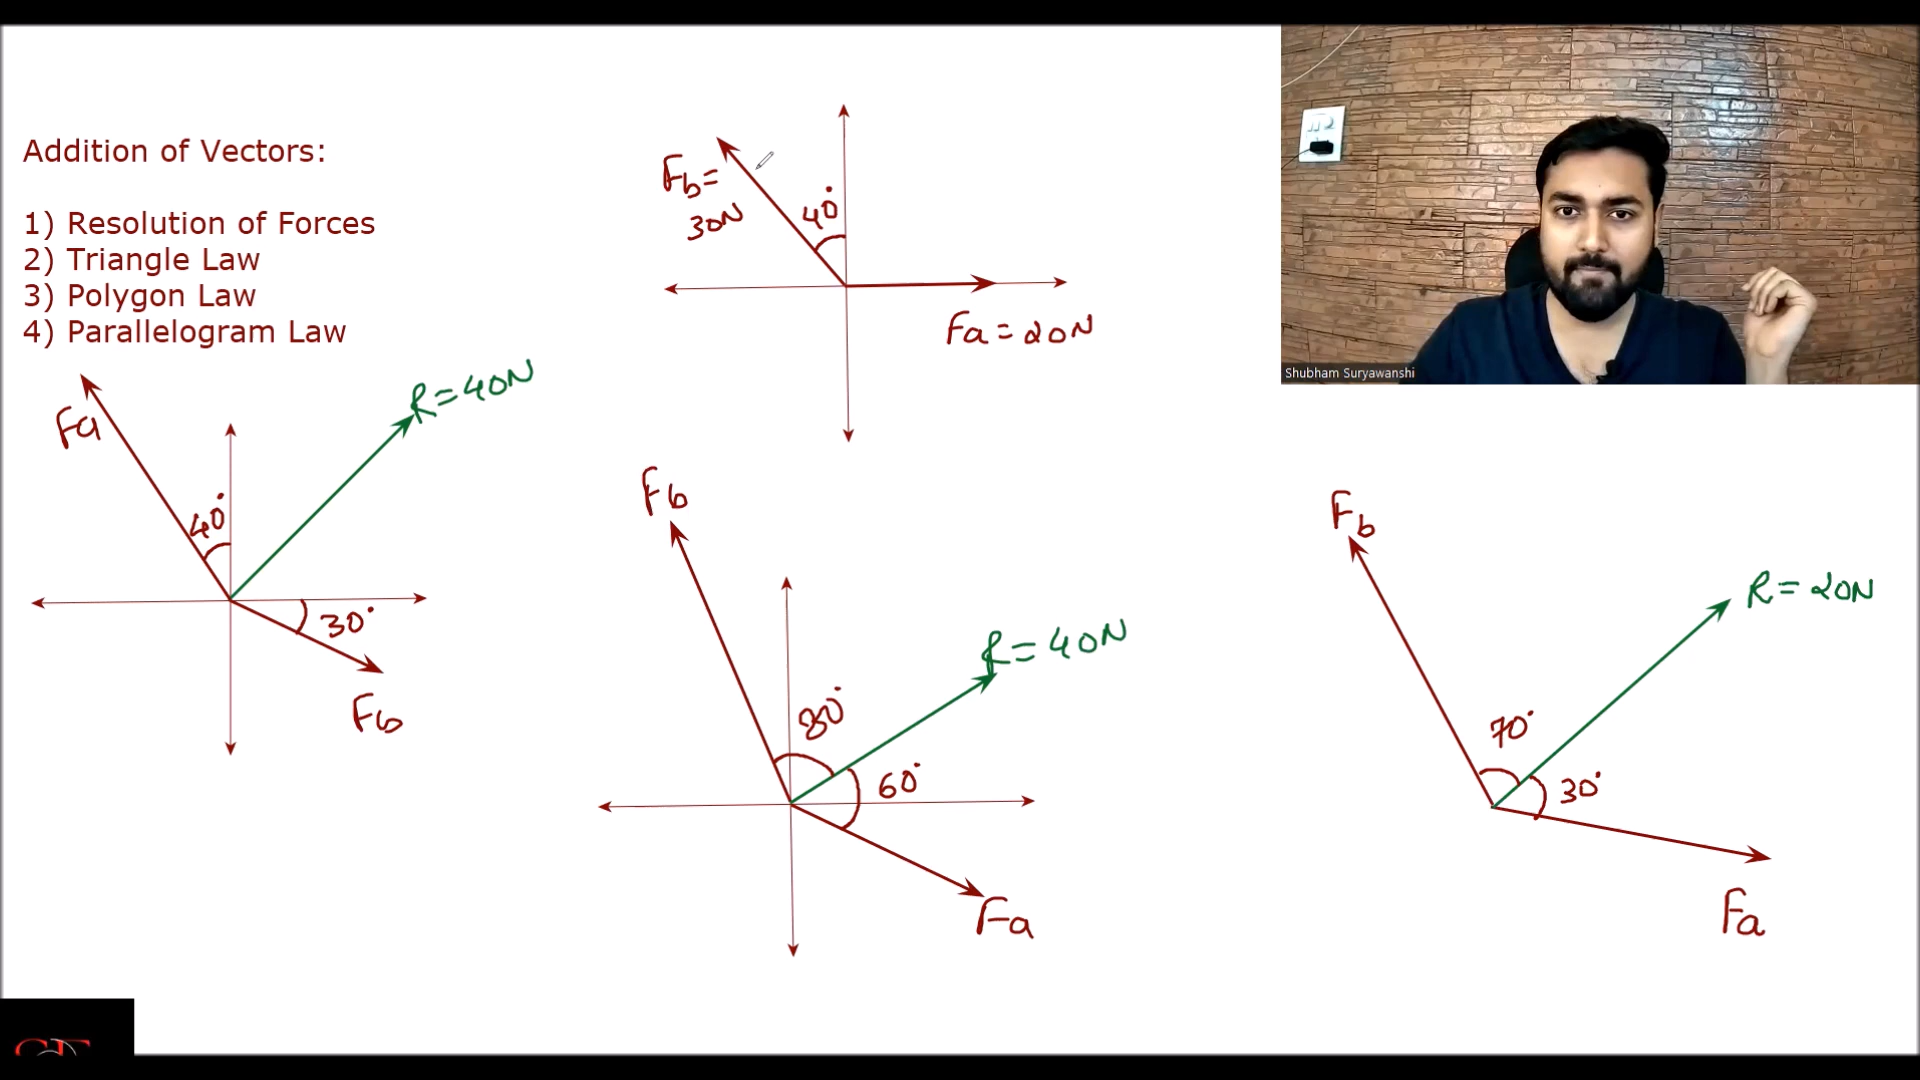 Addition of Vectors:
1) Resolution of Forces
2) Triangle Law
3) Polygon Law
4) Parallelogram Law
Fb=
30N
40°
Fa=20N
Shubham Suryawanshi
Fa
40°
R=40N
30°
Fb
Fb
80°
R=40N
60°
Fa
Fb
70°
R=20N
30°
Fa